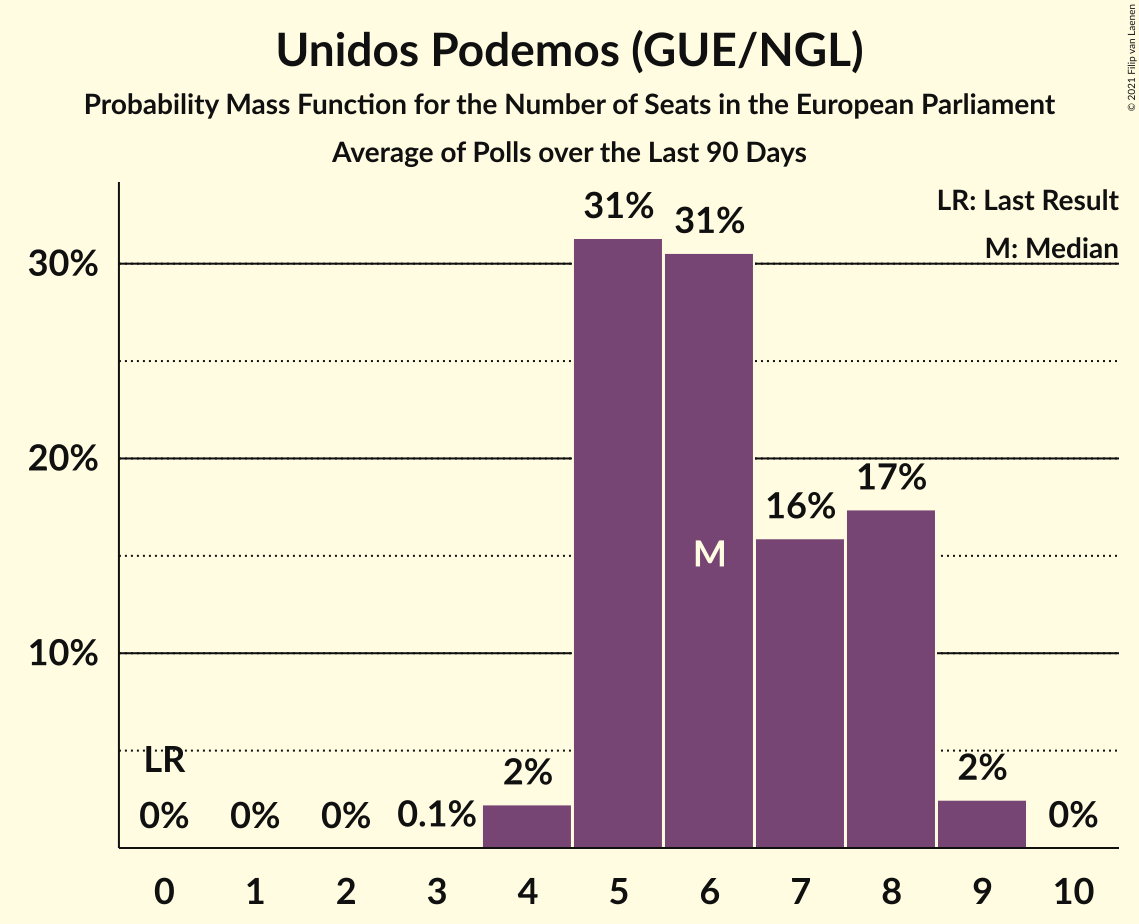 Unidos Podemos (GUE/NGL)
Probability Mass Function for the Number of Seats in the European Parliament
Average of Polls over the Last 90 Days
© 2021 Filip van Laenen
LR: Last Result
M: Median
30%
20%
10%
LR
0%
0%
0%
0.1%
2%
31%
31%
M
16%
17%
2%
0%
0 1 2 3 4 5 6 7 8 9 10